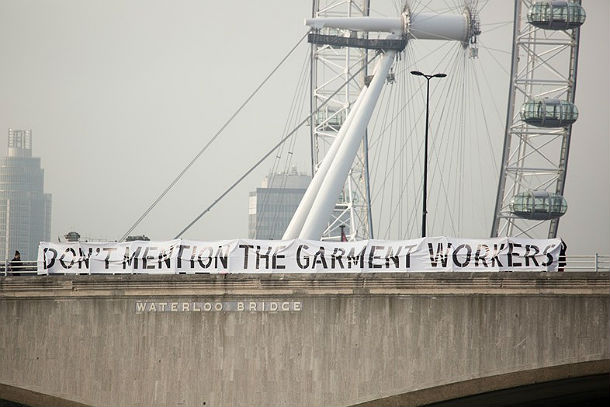 DON'T MENTION THE GARMENT WORKERS
WATERLOO BRIDGE